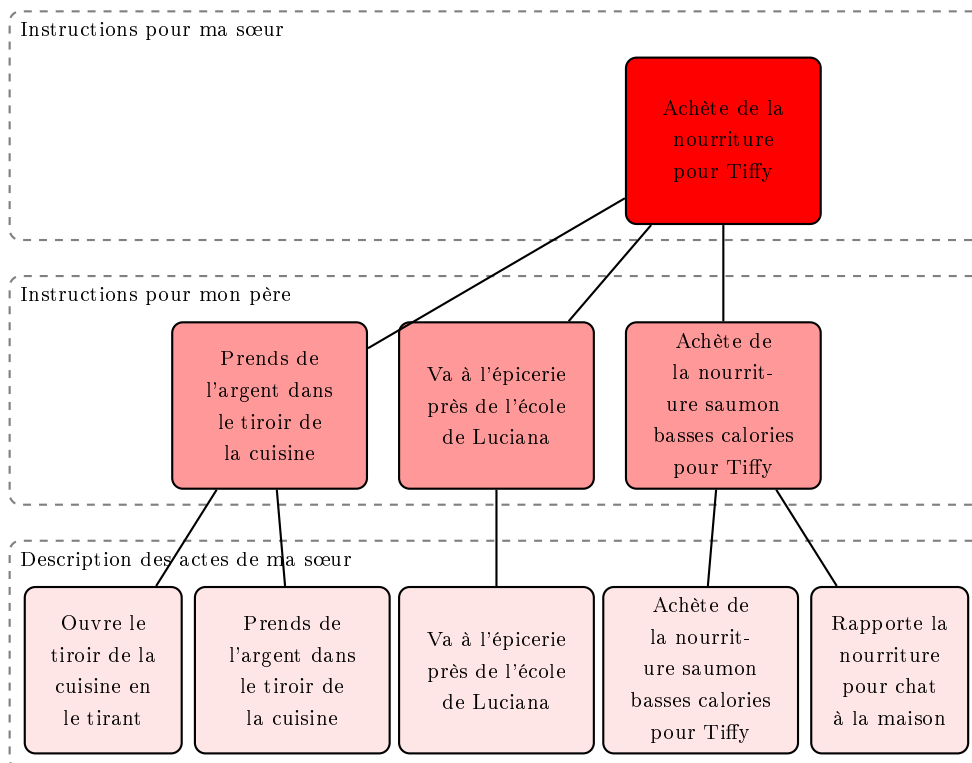 Instructions pour ma sœur
Achète de la
nourriture
pour Tiffy
Instructions pour mon père
Prends de
l'argent dans
le tiroir de
la cuisine
Va à l'épicerie
près de l'école
de Luciana
Achète de
la nourrit-
ure saumon
basses calories
pour Tiffy
Description des actes de ma sœur
Ouvre le
tiroir de la
cuisine en
le tirant
Prends de
l'argent dans
le tiroir de
la cuisine
Va à l'épicerie
près de l'école
de Luciana
Achète de
la nourrit-
ure saumon
basses calories
pour Tiffy
Rapporte la
nourriture
pour chat
à la maison